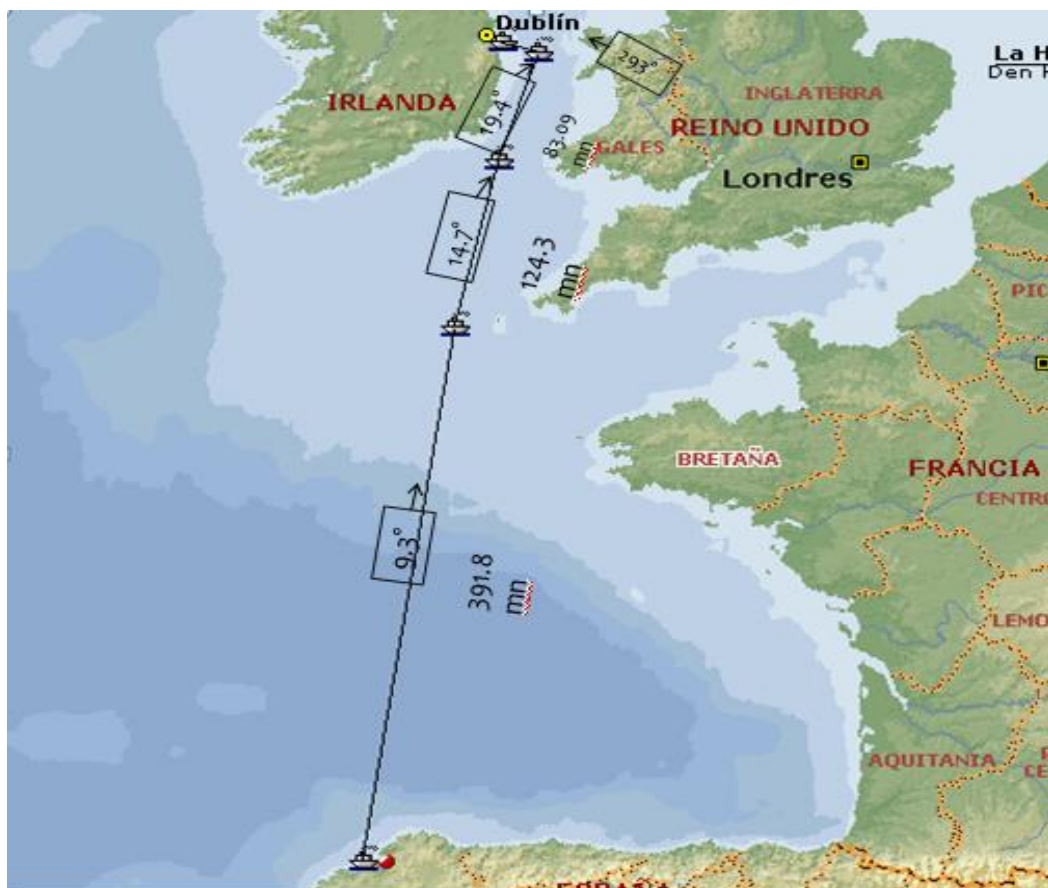 Dublín
La H
Den H
293°
IRLANDA
INGLATERRA
19.4°
83.09
mn
REINO UNIDO
GALES
Londres
14.7°
124.3
mn
PIC
BRETAÑA
FRANCIA
CENTRO
9.3°
391.8
mn
LEMO
AQUITANIA
CE
ESPAÑA